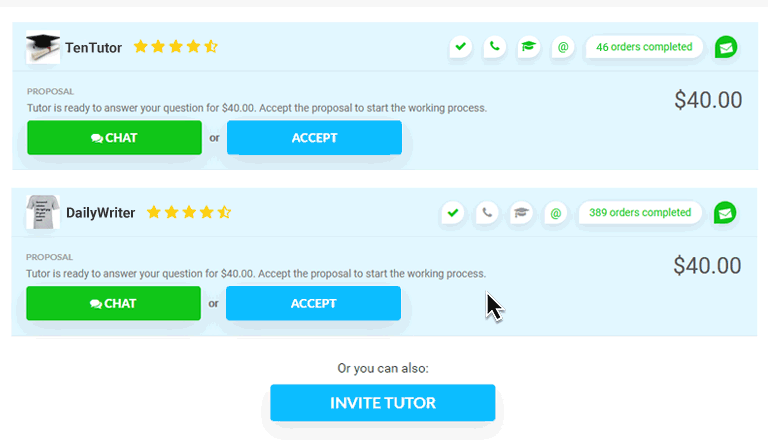 TenTutor
@
46 orders completed
PROPOSAL
$40.00
Tutor is ready to answer your question for $40.00. Accept the proposal to start the working process.
CHAT or ACCEPT
DailyWriter
@
389 orders completed
PROPOSAL
$40.00
Tutor is ready to answer your question for $40.00. Accept the proposal to start the working process.
CHAT or ACCEPT
Or you can also:
INVITE TUTOR